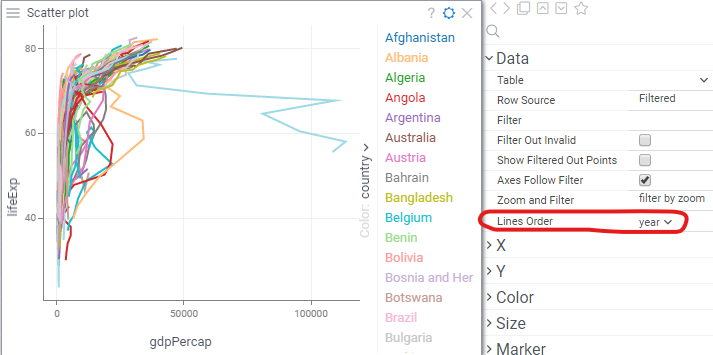 Scatter plot
?
80
60
40
0
50000
100000
lifeExp
gdpPercap
Color: country
Afghanistan
Albania
Algeria
Angola
Argentina
Australia
Austria
Bahrain
Bangladesh
Belgium
Benin
Bolivia
Bosnia and Her
Botswana
Brazil
Bulgaria
Data
Table
Row Source Filtered
Filter
Filter Out Invalid
Show Filtered Out Points
Axes Follow Filter
Zoom and Filter filter by zoom
Lines Order year
X
Y
Color
Size
Marker